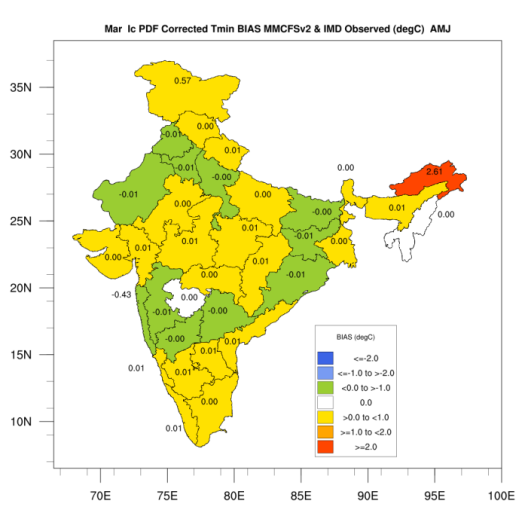 Mar Ic PDF Corrected Tmin BIAS MMCFSv2 & IMD Observed (degC) AMJ
35N
0.57
-0.01
0.00
30N
0.01
-0.01
-0.00
0.00
2.61
-0.01
0.00
0.00
-0.00
0.01
0.00
25N
0.01
-0.01
0.01
0.01
0.00
0.00
0.01
0.00
-0.01
20N
-0.43
0.00
-0.01
-0.00
-0.00
0.01
0.01
15N
0.01
0.00
10N
0.01
BIAS (degC)
<=-2.0
<=-1.0 to >-2.0
<0.0 to >-1.0
0.0
>0.0 to <1.0
>=1.0 to <2.0
>=2.0
70E 75E 80E 85E 90E 95E 100E